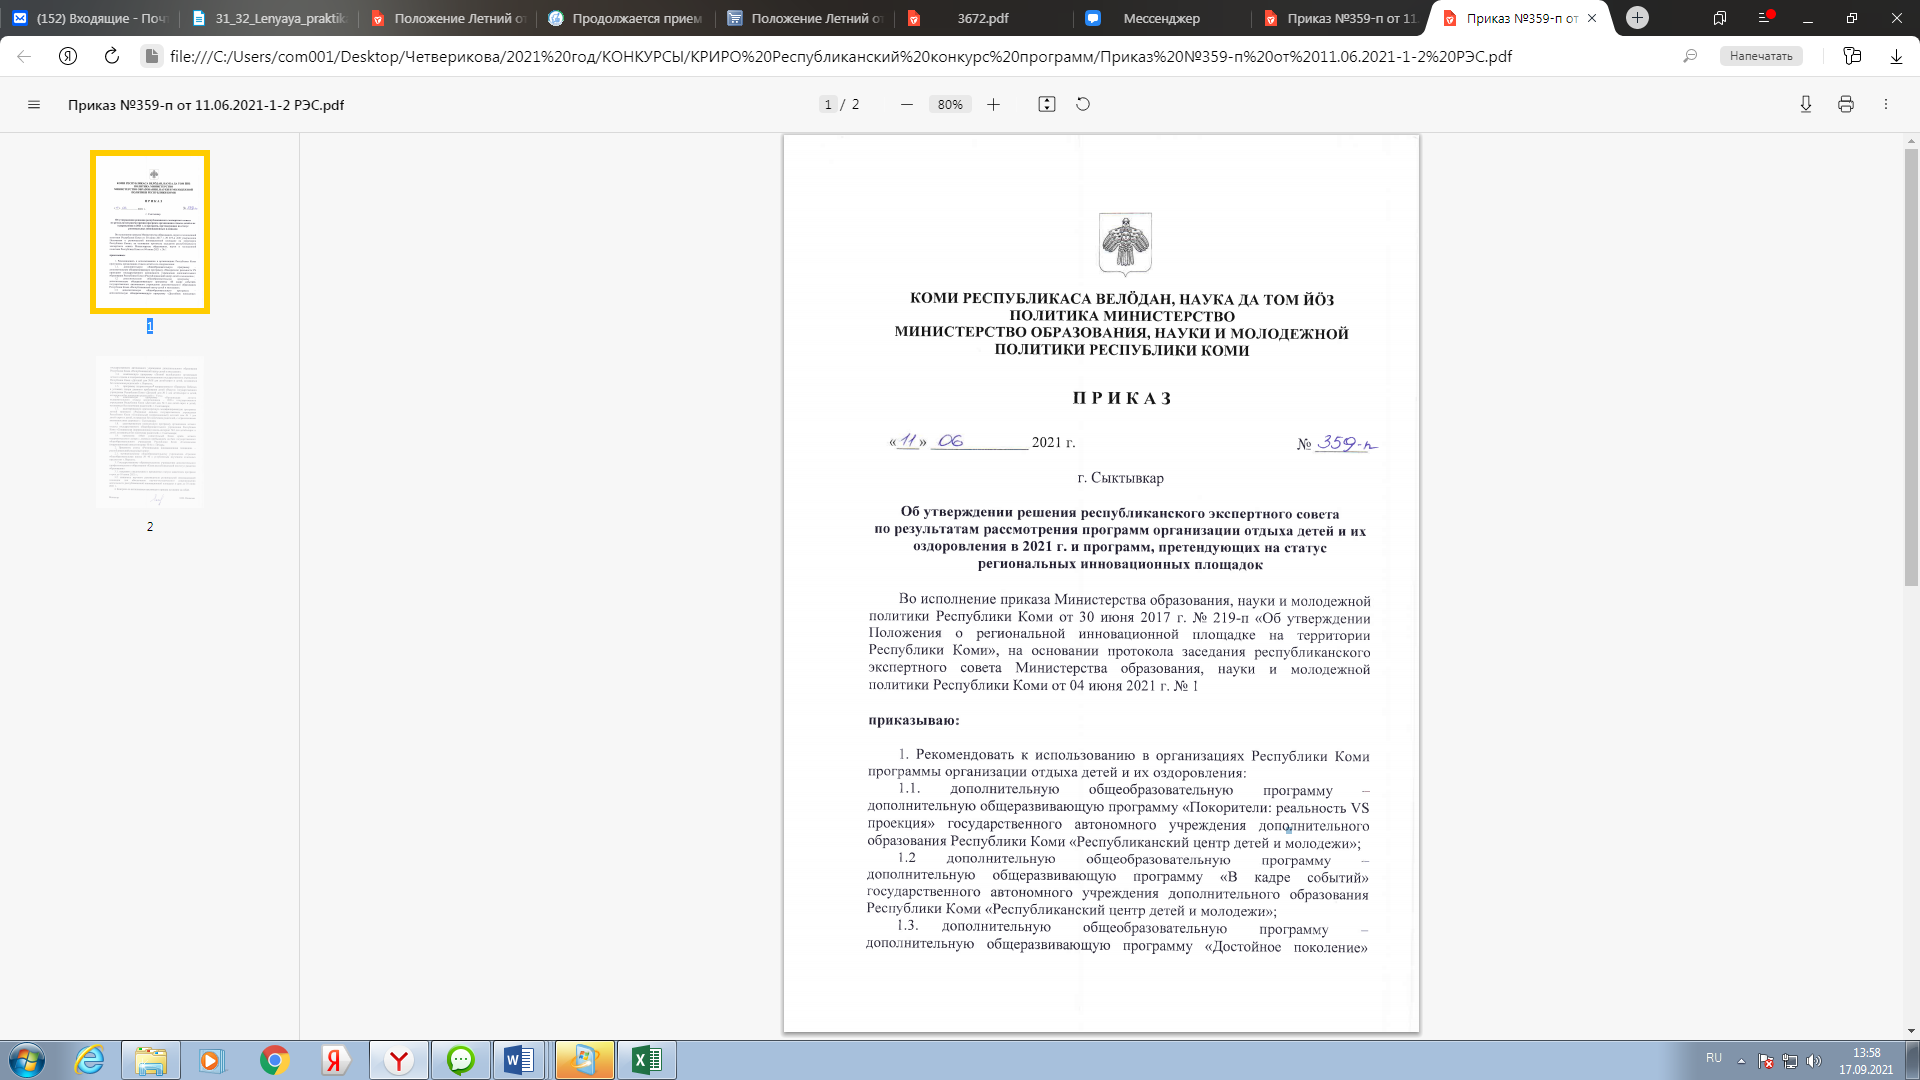 (152) Входящие - Почт
31_32_Lenyaya_praktik
Положение Летний от
Продолжается прием
Положение Летний от
3672.pdf
Мессенджер
Приказ №359-п от 11.
Приказ №359-п от
file:///C:/Users/com001/Desktop/Четверикова/2021%20год/КОНКУРСЫ/КРИРО%20Республиканский%20конкурс%20программ/Приказ%20№359-п%20от%2011.06.2021-1-2%20РЭС.pdf
Напечатать
Приказ №359-п от 11.06.2021-1-2 РЭС.pdf
1 / 2
80%
1
2
КОМИ РЕСПУБЛИКАСА ВЕЛӦДАН, НАУКА ДА ТОМ ЙӦЗ
ПОЛИТИКА МИНИСТЕРСТВО
МИНИСТЕРСТВО ОБРАЗОВАНИЯ, НАУКИ И МОЛОДЕЖНОЙ
ПОЛИТИКИ РЕСПУБЛИКИ КОМИ
П Р И К А З
«11» 06 2021 г.
№ 359-п
г. Сыктывкар
Об утверждении решения республиканского экспертного совета
по результатам рассмотрения программ организации отдыха детей и их
оздоровления в 2021 г. и программ, претендующих на статус
региональных инновационных площадок
Во исполнение приказа Министерства образования, науки и молодежной
политики Республики Коми от 30 июня 2017 г. № 219-п «Об утверждении
Положения о региональной инновационной площадке на территории
Республики Коми», на основании протокола заседания республиканского
экспертного совета Министерства образования, науки и молодежной
политики Республики Коми от 04 июня 2021 г. № 1
приказываю:
1. Рекомендовать к использованию в организациях Республики Коми
программы организации отдыха детей и их оздоровления:
1.1. дополнительную общеобразовательную программу –
дополнительную общеразвивающую программу «Покорители: реальность VS
проекция» государственного автономного учреждения дополнительного
образования Республики Коми «Республиканский центр детей и молодежи»;
1.2 дополнительную общеобразовательную программу –
дополнительную общеразвивающую программу «В кадре событий»
государственного автономного учреждения дополнительного образования
Республики Коми «Республиканский центр детей и молодежи»;
1.3. дополнительную общеобразовательную программу –
дополнительную общеразвивающую программу «Достойное поколение»
RU
13:58
17.09.2021